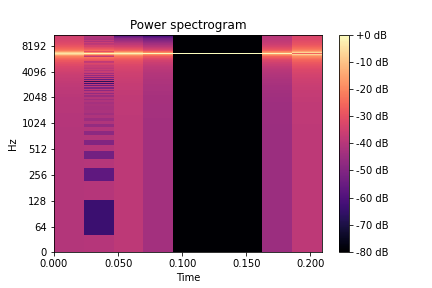 Power spectrogram
8192
4096
2048
1024
512
256
128
64
0
Hz
0.000 0.050 0.100 0.150 0.200
Time
+0 dB
-10 dB
-20 dB
-30 dB
-40 dB
-50 dB
-60 dB
-70 dB
-80 dB